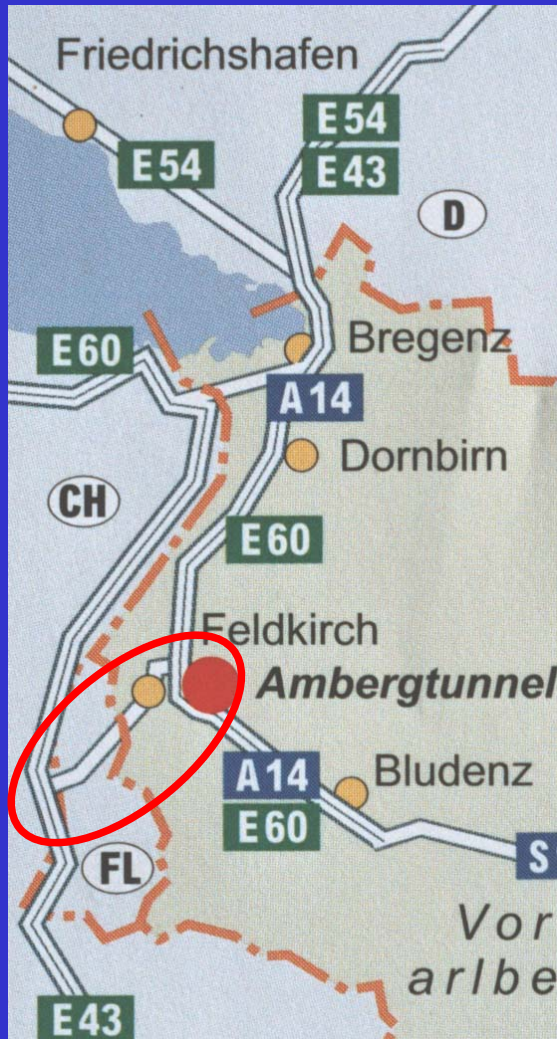 Friedrichshafen
E54
E54
E43
D
E60
Bregenz
A14
Dornbirn
CH
E60
Feldkirch
Ambergtunnel
A14
E60
Bludenz
FL
S
Vor
arlbe
E43